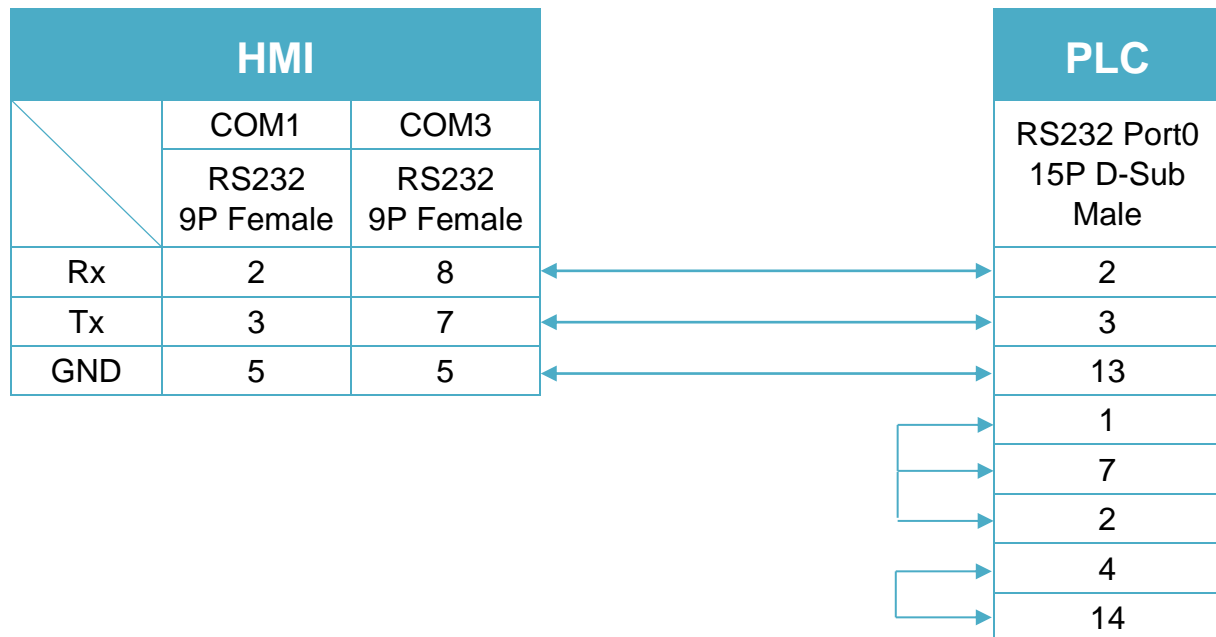 HMI
PLC
COM1 COM3
RS232 Port0
15P D-Sub
Male
RS232 RS232
9P Female 9P Female
Rx 2 8 2
Tx 3 7 3
GND 5 5 13
1
7
2
4
14